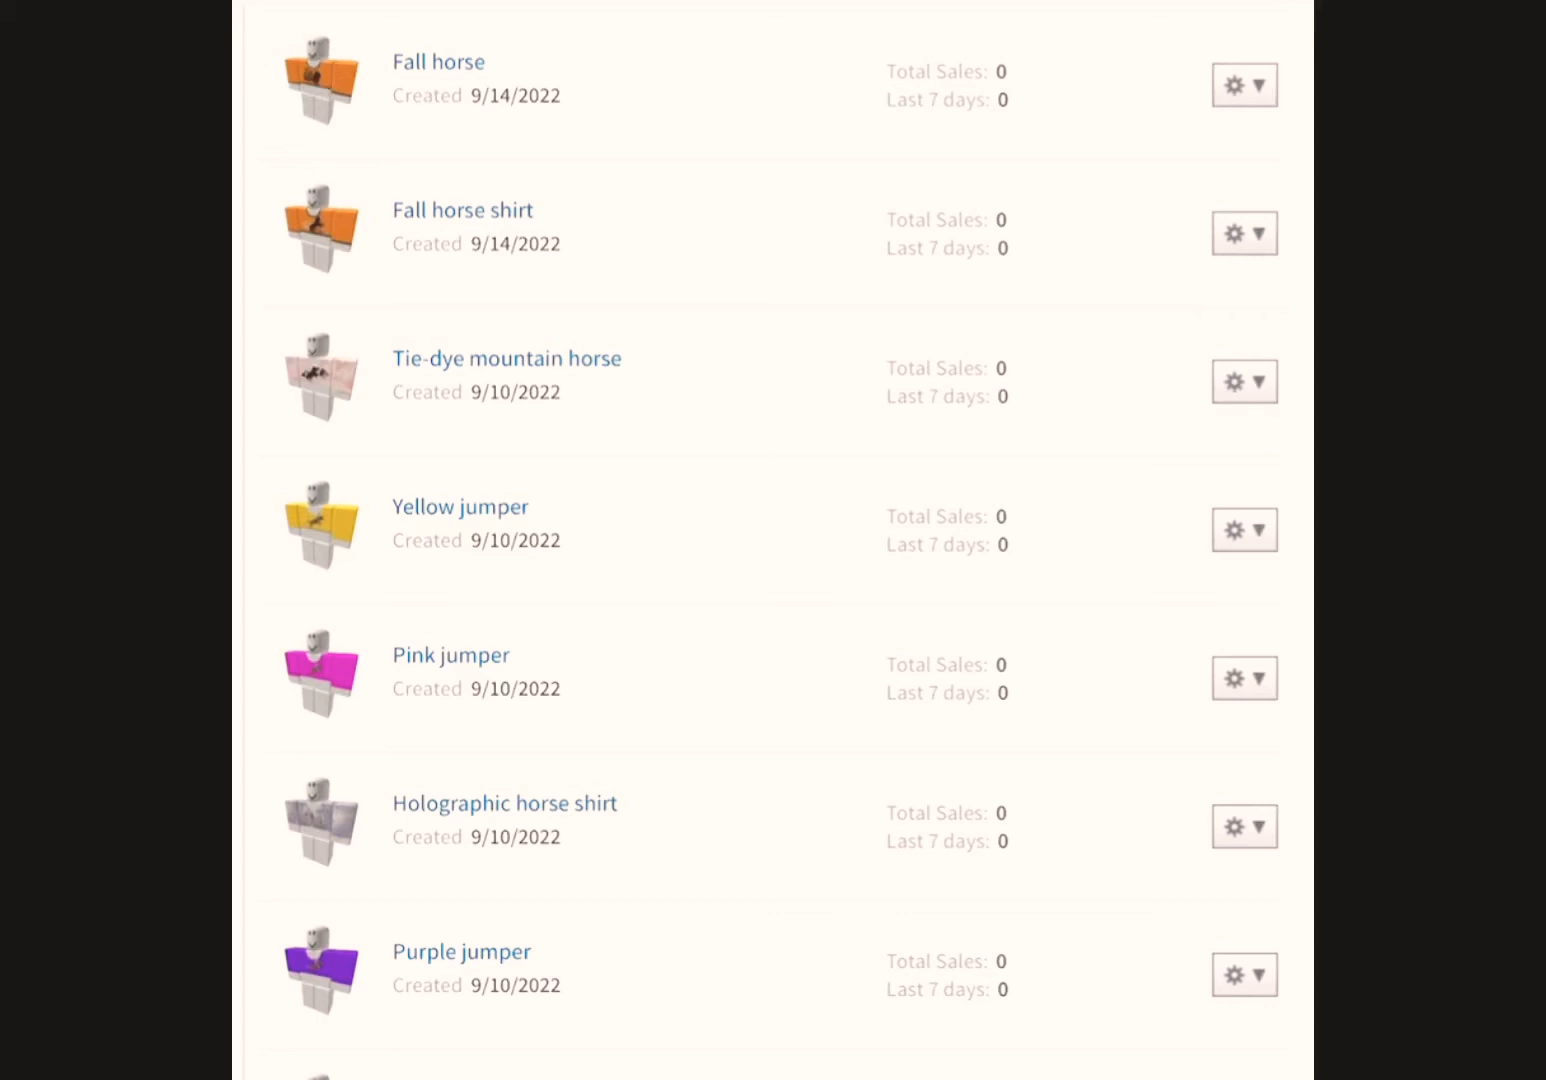 Fall horse
Created 9/14/2022
Total Sales: 0
Last 7 days: 0
Fall horse shirt
Created 9/14/2022
Total Sales: 0
Last 7 days: 0
Tie-dye mountain horse
Created 9/10/2022
Total Sales: 0
Last 7 days: 0
Yellow jumper
Created 9/10/2022
Total Sales: 0
Last 7 days: 0
Pink jumper
Created 9/10/2022
Total Sales: 0
Last 7 days: 0
Holographic horse shirt
Created 9/10/2022
Total Sales: 0
Last 7 days: 0
Purple jumper
Created 9/10/2022
Total Sales: 0
Last 7 days: 0